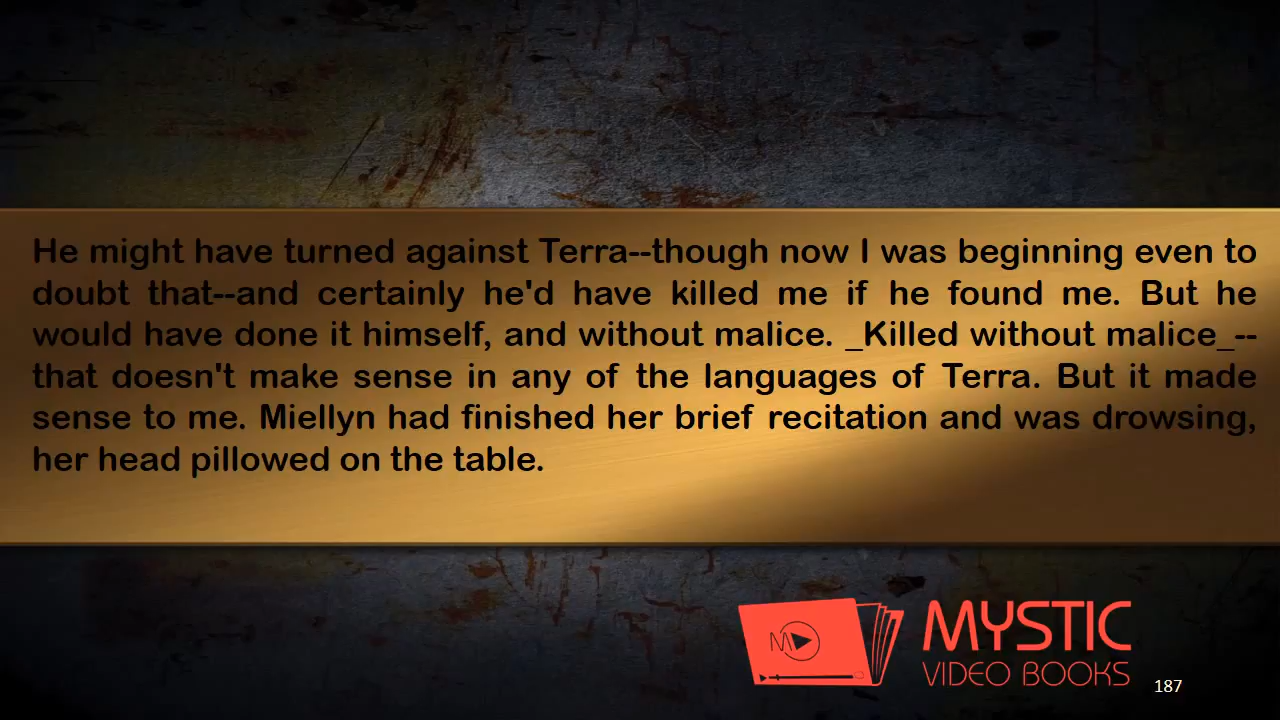 He might have turned against Terra--though now I was beginning even to
doubt that--and certainly he'd have killed me if he found me. But he
would have done it himself, and without malice. _Killed without malice_--
that doesn't make sense in any of the languages of Terra. But it made
sense to me. Miellyn had finished her brief recitation and was drowsing,
her head pillowed on the table.
M
MYSTIC
VIDEO BOOKS
187